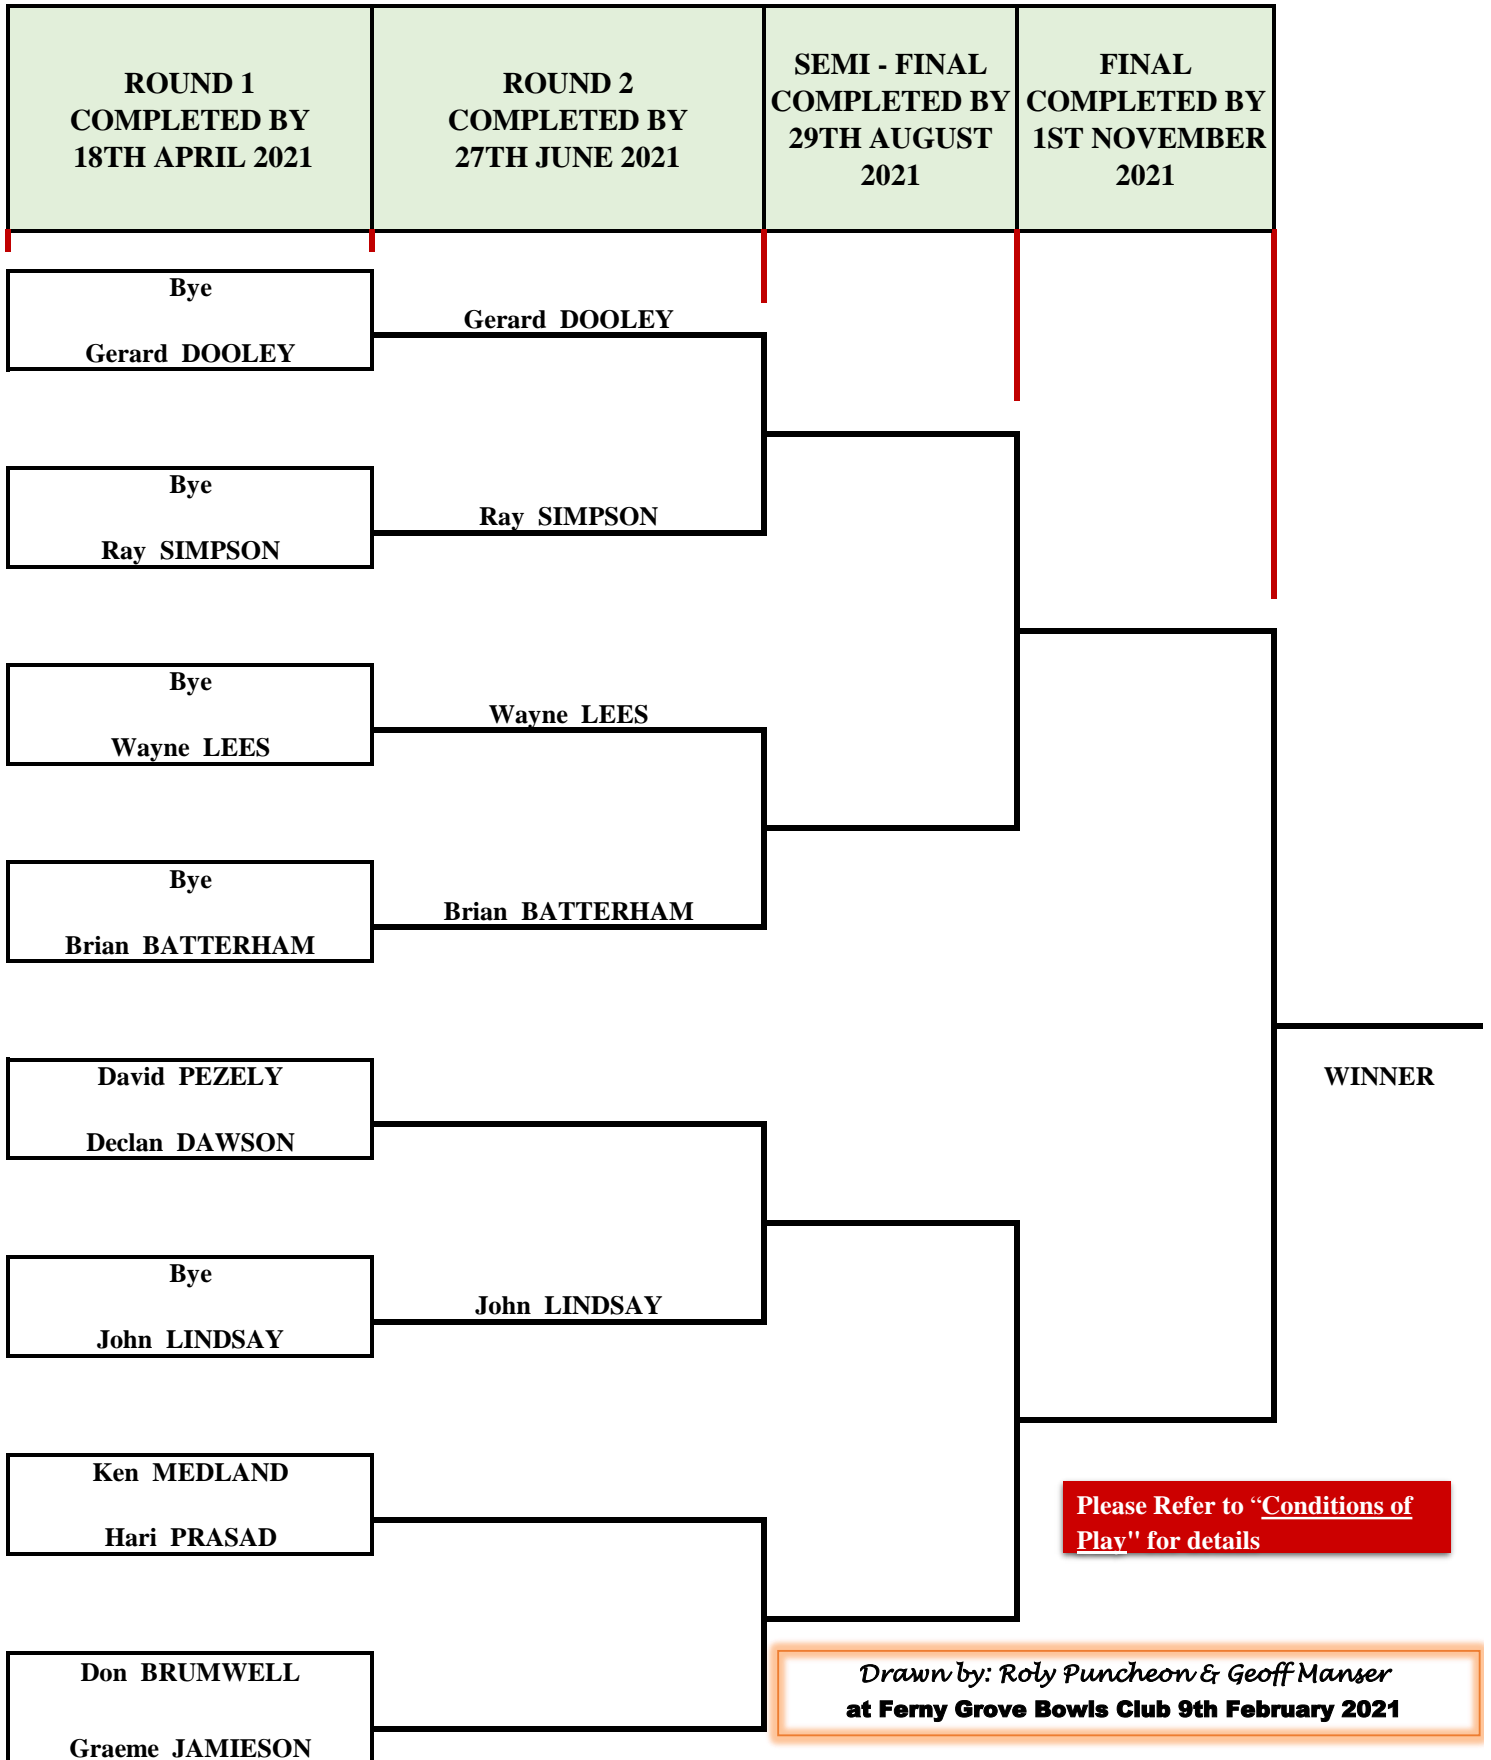 ROUND 1
COMPLETED BY
18TH APRIL 2021
ROUND 2
COMPLETED BY
27TH JUNE 2021
SEMI - FINAL
COMPLETED BY
29TH AUGUST
2021
FINAL
COMPLETED BY
1ST NOVEMBER
2021
Bye
Gerard DOOLEY
Gerard DOOLEY
Bye
Ray SIMPSON
Ray SIMPSON
Bye
Wayne LEES
Wayne LEES
Bye
Brian BATTERHAM
Brian BATTERHAM
David PEZELY
Declan DAWSON
WINNER
Bye
John LINDSAY
John LINDSAY
Ken MEDLAND
Hari PRASAD
Please Refer to “Conditions of
Play" for details
Don BRUMWELL
Graeme JAMIESON
Drawn by: Roly Puncheon & Geoff Manser
at Ferny Grove Bowls Club 9th February 2021